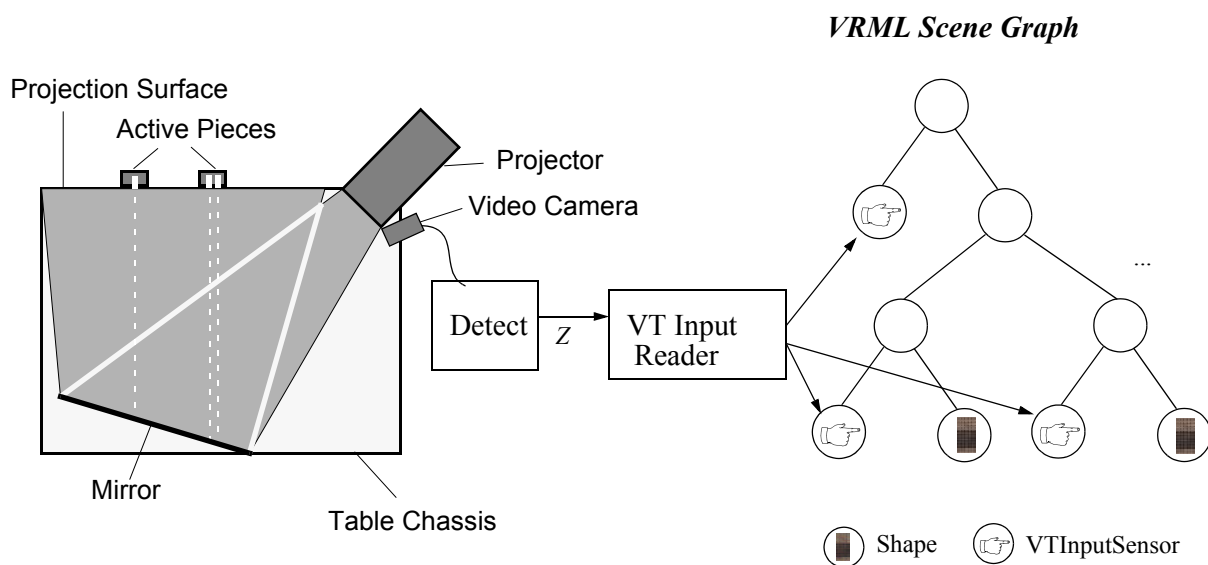 VRML Scene Graph
Projection Surface
Active Pieces
Projector
Video Camera
...
Detect
Z
VT Input
Reader
Mirror
Table Chassis
Shape
VTInputSensor